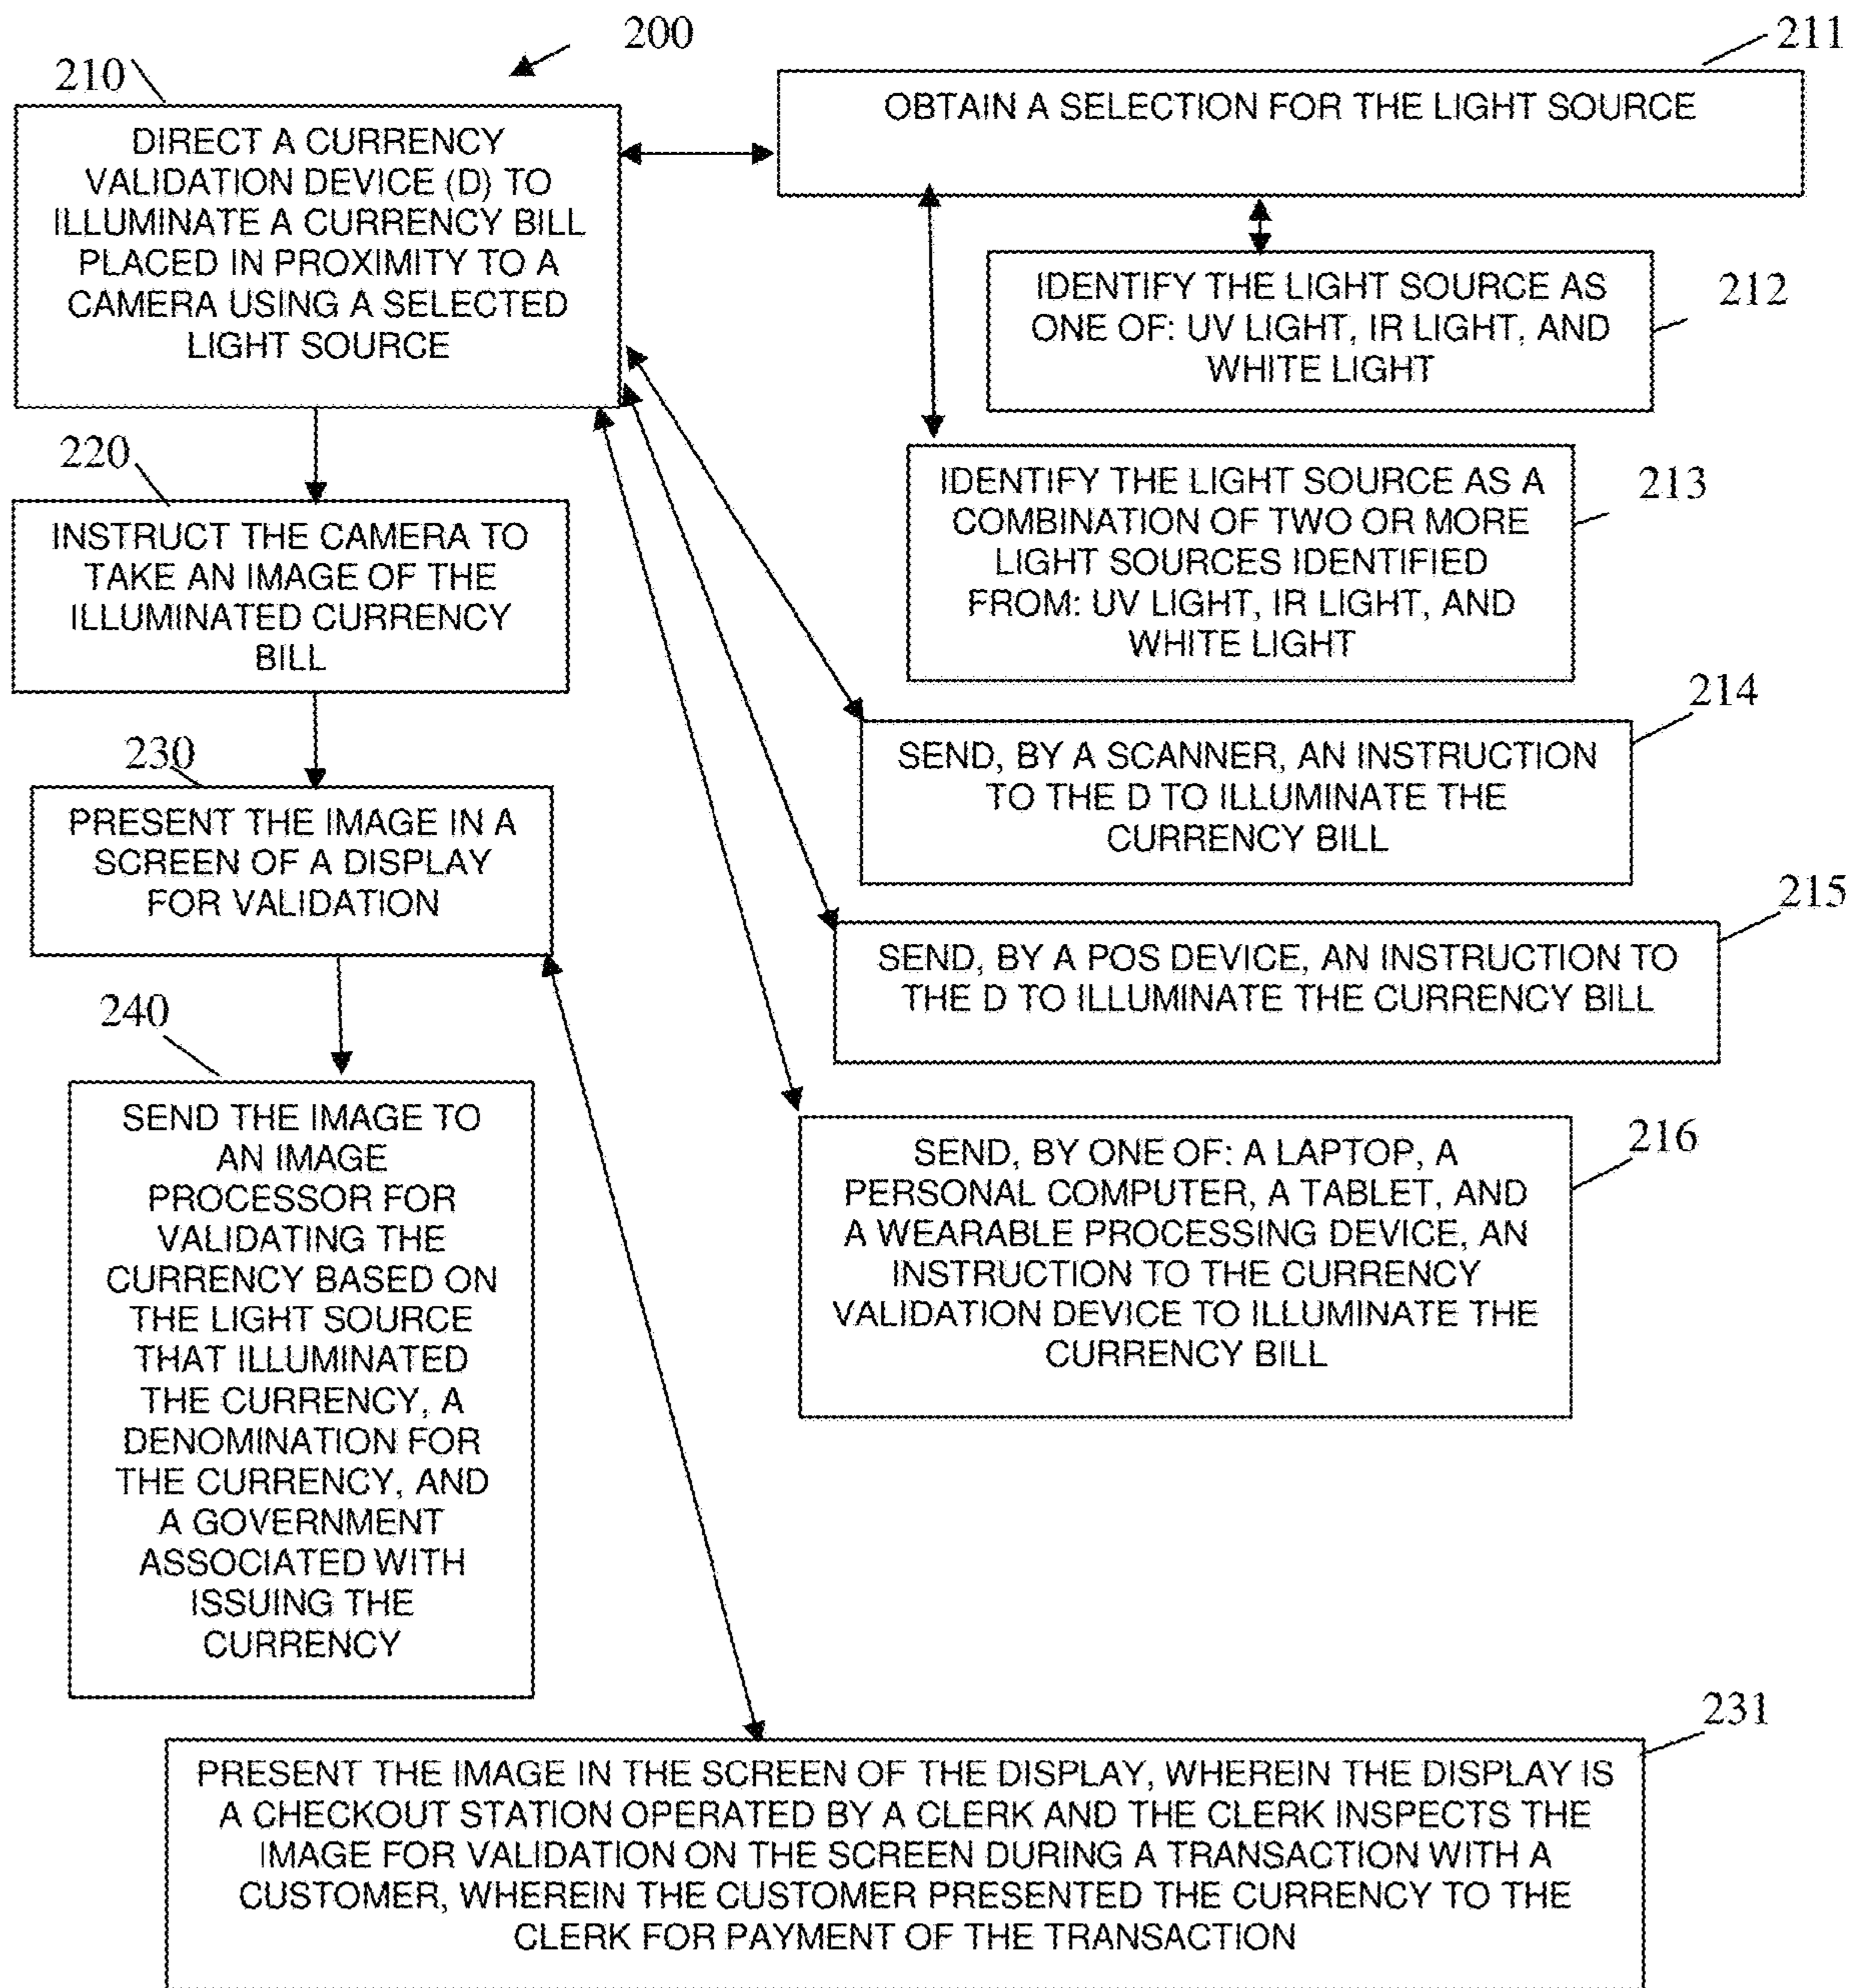 200
210
DIRECT A CURRENCY
VALIDATION DEVICE (D) TO
ILLUMINATE A CURRENCY BILL
PLACED IN PROXIMITY TO A
CAMERA USING A SELECTED
LIGHT SOURCE
211
OBTAIN A SELECTION FOR THE LIGHT SOURCE
212
IDENTIFY THE LIGHT SOURCE AS
ONE OF: UV LIGHT, IR LIGHT, AND
WHITE LIGHT
213
IDENTIFY THE LIGHT SOURCE AS A
COMBINATION OF TWO OR MORE
LIGHT SOURCES IDENTIFIED
FROM: UV LIGHT, IR LIGHT, AND
WHITE LIGHT
220
INSTRUCT THE CAMERA TO
TAKE AN IMAGE OF THE
ILLUMINATED CURRENCY
BILL
214
SEND, BY A SCANNER, AN INSTRUCTION
TO THE D TO ILLUMINATE THE
CURRENCY BILL
230
PRESENT THE IMAGE IN A
SCREEN OF A DISPLAY
FOR VALIDATION
215
SEND, BY A POS DEVICE, AN INSTRUCTION TO
THE D TO ILLUMINATE THE CURRENCY BILL
240
SEND THE IMAGE TO
AN IMAGE
PROCESSOR FOR
VALIDATING THE
CURRENCY BASED ON
THE LIGHT SOURCE
THAT ILLUMINATED
THE CURRENCY, A
DENOMINATION FOR
THE CURRENCY, AND
A GOVERNMENT
ASSOCIATED WITH
ISSUING THE
CURRENCY
216
SEND, BY ONE OF: A LAPTOP, A
PERSONAL COMPUTER, A TABLET, AND
A WEARABLE PROCESSING DEVICE, AN
INSTRUCTION TO THE CURRENCY
VALIDATION DEVICE TO ILLUMINATE THE
CURRENCY BILL
231
PRESENT THE IMAGE IN THE SCREEN OF THE DISPLAY, WHEREIN THE DISPLAY IS
A CHECKOUT STATION OPERATED BY A CLERK AND THE CLERK INSPECTS THE
IMAGE FOR VALIDATION ON THE SCREEN DURING A TRANSACTION WITH A
CUSTOMER, WHEREIN THE CUSTOMER PRESENTED THE CURRENCY TO THE
CLERK FOR PAYMENT OF THE TRANSACTION